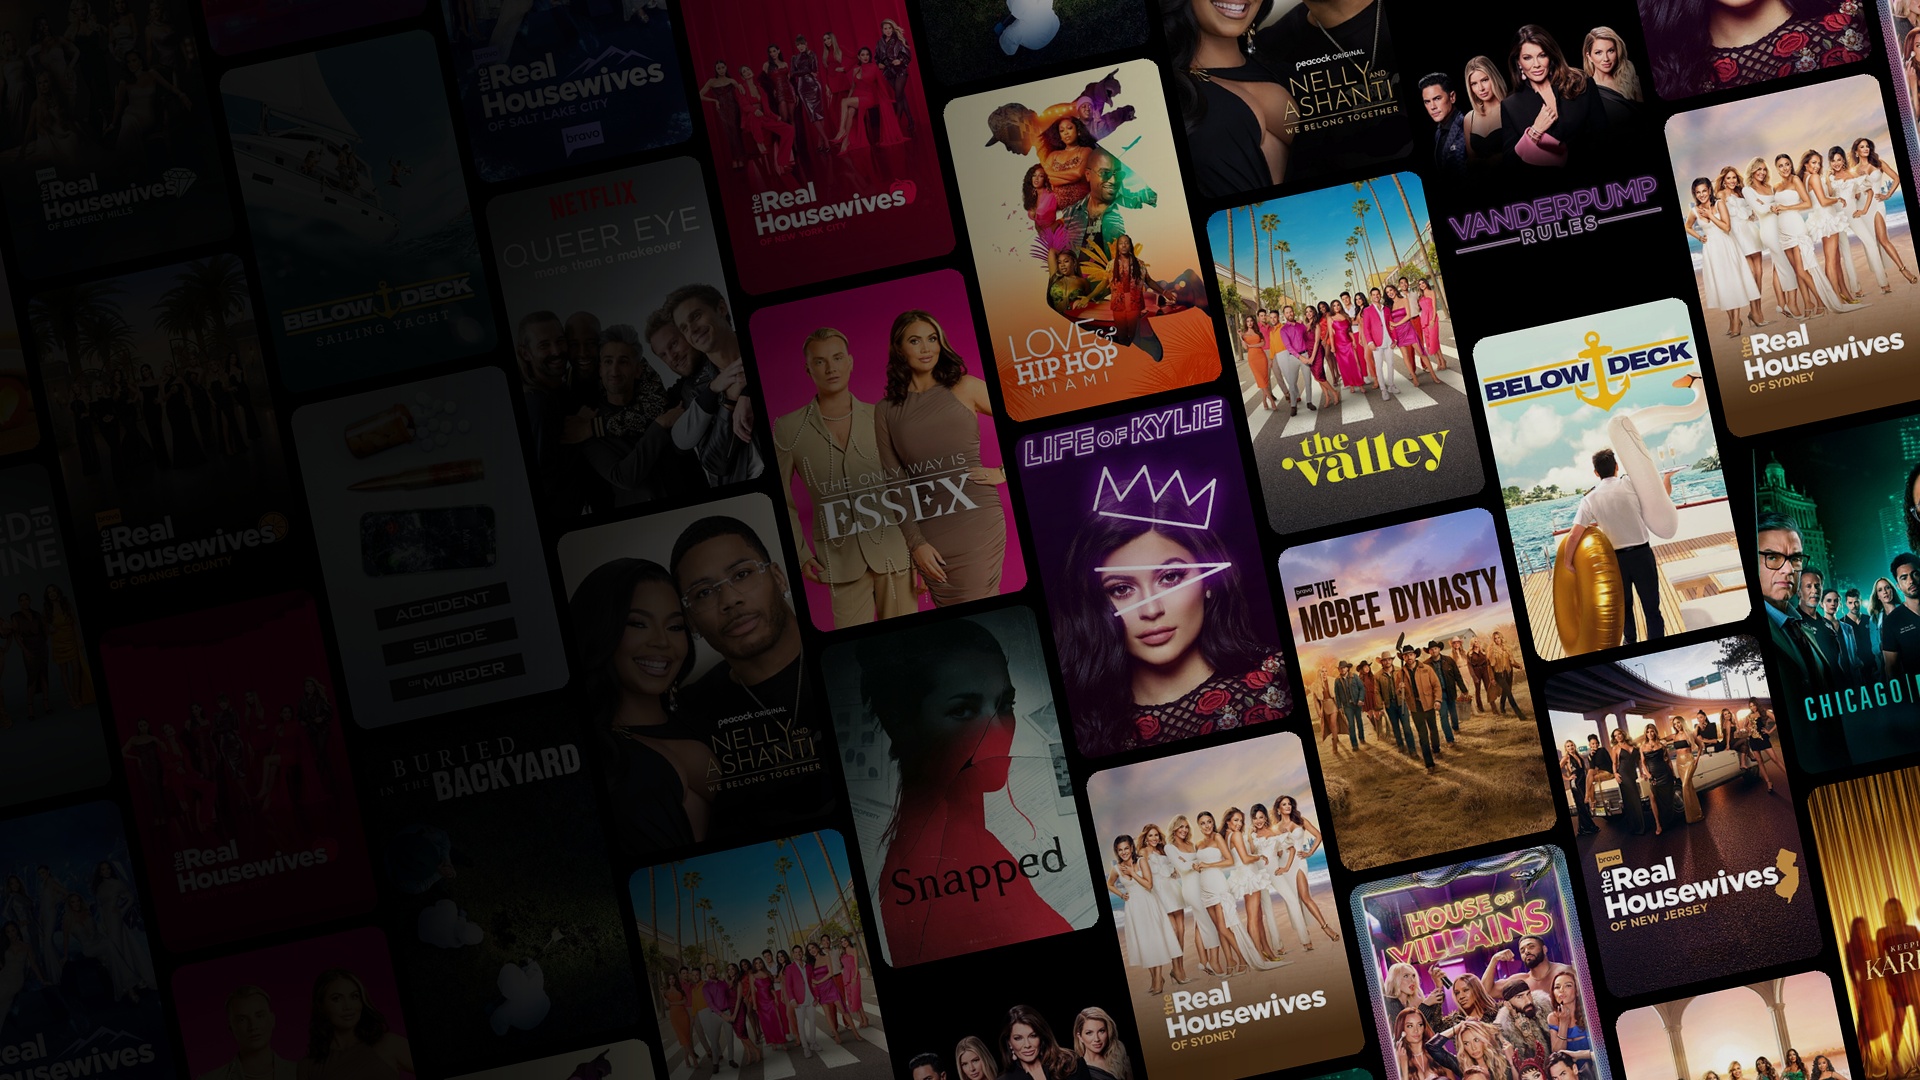 the Real
Housewives
OF BEVERLY HILLS
BELOW DECK
SAILING YACHT
the Real
Housewives
OF SALT LAKE CITY
bravo
NETFLIX
QUEER EYE
more than a makeover
the Real
Housewives
OF NEW YORK CITY
LOVE &
HIP HOP
MIAMI
peacock ORIGINAL
NELLY AND
ASHANTI
WE BELONG TOGETHER
VANDERPUMP
RULES
the Real
Housewives
OF SYDNEY
the Real
Housewives
OF ORANGE COUNTY
ACCIDENT
SUICIDE
OR MURDER
THE ONLY WAY IS
ESSEX
LIFE OF KYLIE
the
valley
BELOW DECK
bravo
THE
MCBEE DYNASTY
CHICAGO
the Real
Housewives
BURIED
IN THE BACKYARD
peacock ORIGINAL
NELLY AND
ASHANTI
WE BELONG TOGETHER
Snapped
the Real
Housewives
OF SYDNEY
HOUSE OF
VILLAINS
bravo
the Real
Housewives
OF NEW JERSEY
Housewives